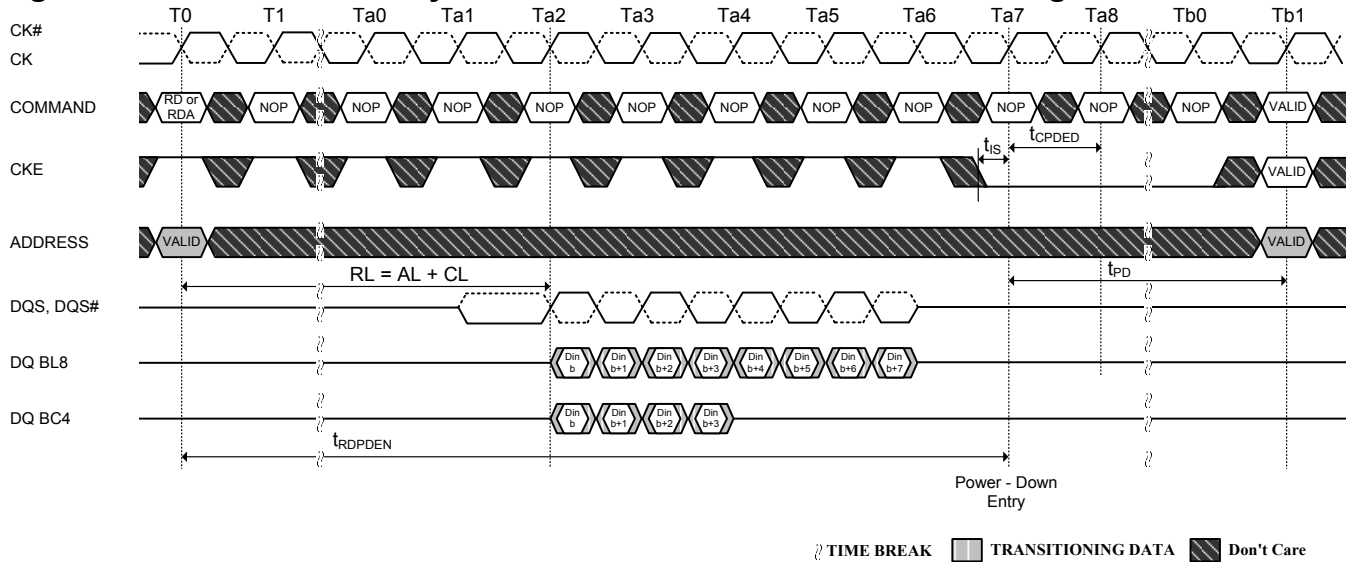 T0 T1 Ta0 Ta1 Ta2 Ta3 Ta4 Ta5 Ta6 Ta7 Ta8 Tb0 Tb1
CK#
CK
COMMAND
RD or
RDA
NOP NOP NOP NOP NOP NOP NOP NOP NOP NOP NOP VALID
tCPDED
tIS
CKE
VALID
ADDRESS
VALID VALID
RL = AL + CL
tPD
DQS, DQS#
DQ BL8
Din b Din b+1 Din b+2 Din b+3 Din b+4 Din b+5 Din b+6 Din b+7
DQ BC4
Din b Din b+1 Din b+2 Din b+3
tRDPDEN
Power - Down
Entry
TIME BREAK TRANSITIONING DATA Don't Care